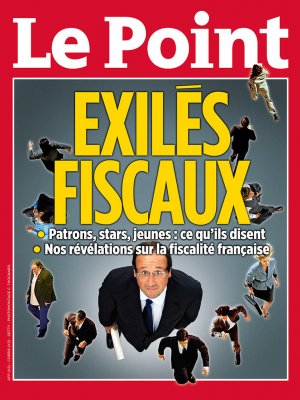 Le Point
EXILÉS
FISCAUX
• Patrons, stars, jeunes : ce qu'ils disent
• Nos révélations sur la fiscalité française